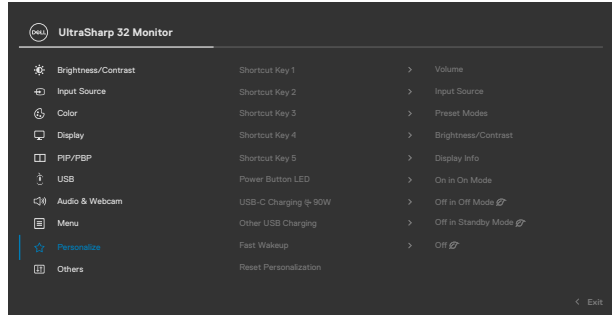 DELL UltraSharp 32 Monitor
Brightness/Contrast Shortcut Key 1 > Volume
Input Source Shortcut Key 2 > Input Source
Color Shortcut Key 3 > Preset Modes
Display Shortcut Key 4 > Brightness/Contrast
PIP/PBP Shortcut Key 5 > Display Info
USB Power Button LED > On in On Mode
Audio & Webcam USB-C Charging 90W > Off in Off Mode
Menu Other USB Charging > Off in Standby Mode
Personalize Fast Wakeup > Off
Others Reset Personalization
< Exit